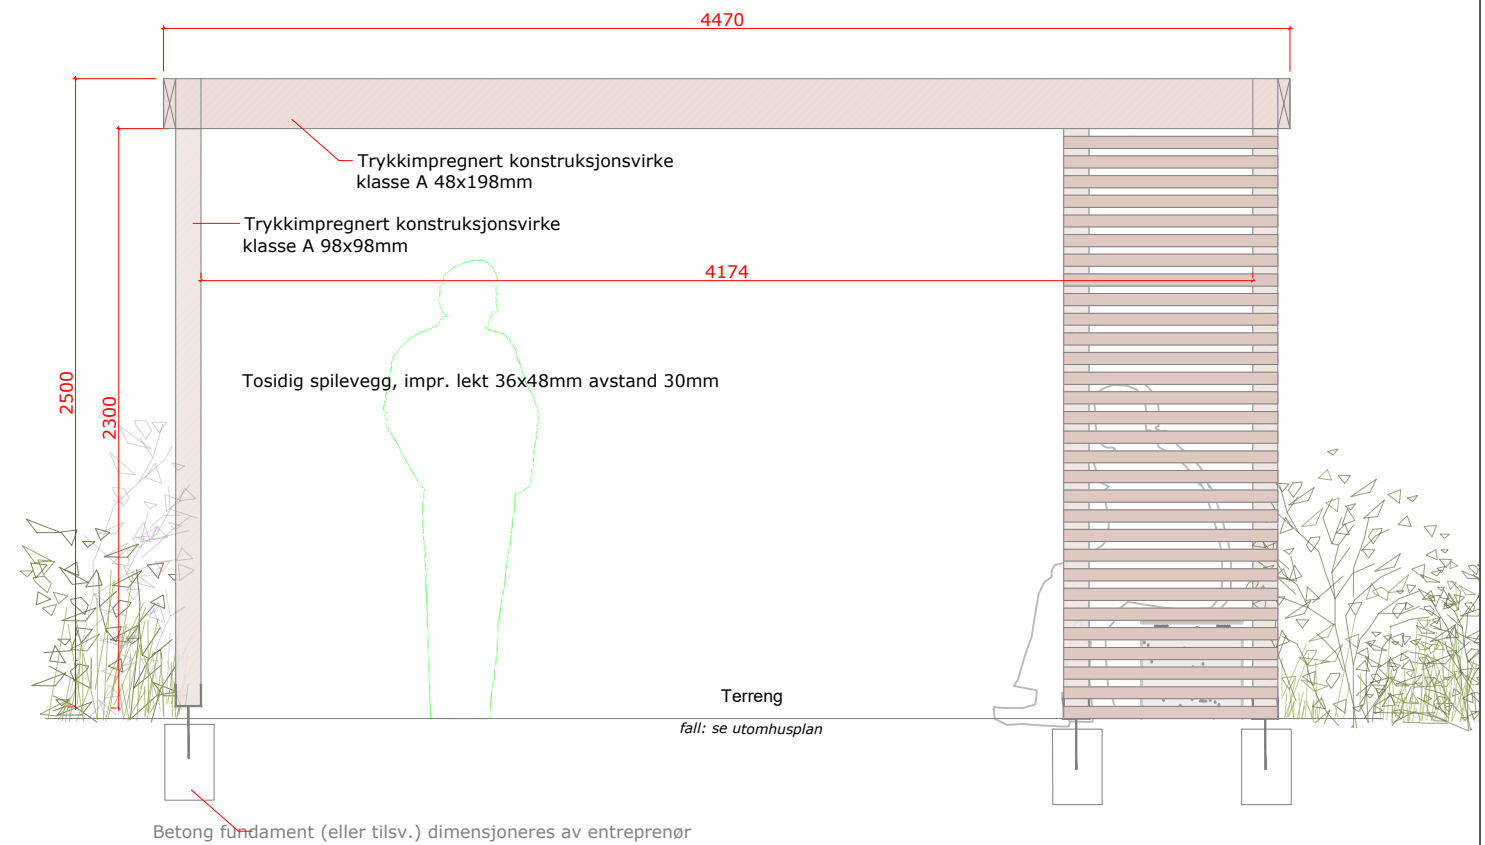 4470
Trykkimpregnert konstruksjonsvirke
klasse A 48x198mm
Trykkimpregnert konstruksjonsvirke
klasse A 98x98mm
4174
Tosidig spilevegg, impr. lekt 36x48mm avstand 30mm
2500
2300
Terreng
fall: se utomhusplan
Betong fundament (eller tilsv.) dimensjoneres av entreprenør